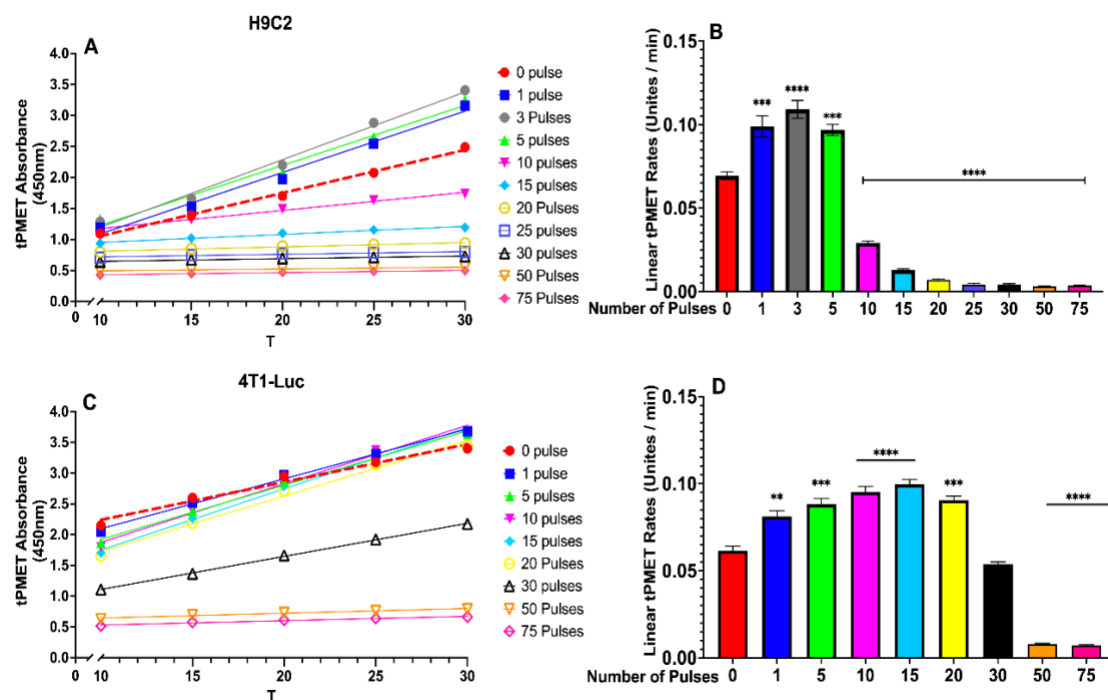 H9C2
A
tPMET Absorbance
(450nm)
4.0
3.5
3.0
2.5
2.0
1.5
1.0
0.5
0.0
0 10 15 20 25 30
T
0 pulse
1 pulse
3 Pulses
5 pulses
10 pulses
15 pulses
20 Pulses
25 pulses
30 pulses
50 Pulses
75 Pulses
B
Linear tPMET Rates (Unites / min)
0.15
0.10
0.05
0.00
*** **** *** ****
Number of Pulses
0 1 3 5 10 15 20 25 30 50 75
4T1-Luc
C
tPMET Absorbance
(450nm)
4.0
3.5
3.0
2.5
2.0
1.5
1.0
0.5
0.0
0 10 15 20 25 30
T
0 pulse
1 pulse
5 pulses
10 pulses
15 pulses
20 Pulses
30 pulses
50 Pulses
75 Pulses
D
Linear tPMET Rates (Unites / min)
0.15
0.10
0.05
0.00
** *** **** *** ****
Number of Pulses 0 1 5 10 15 20 30 50 75